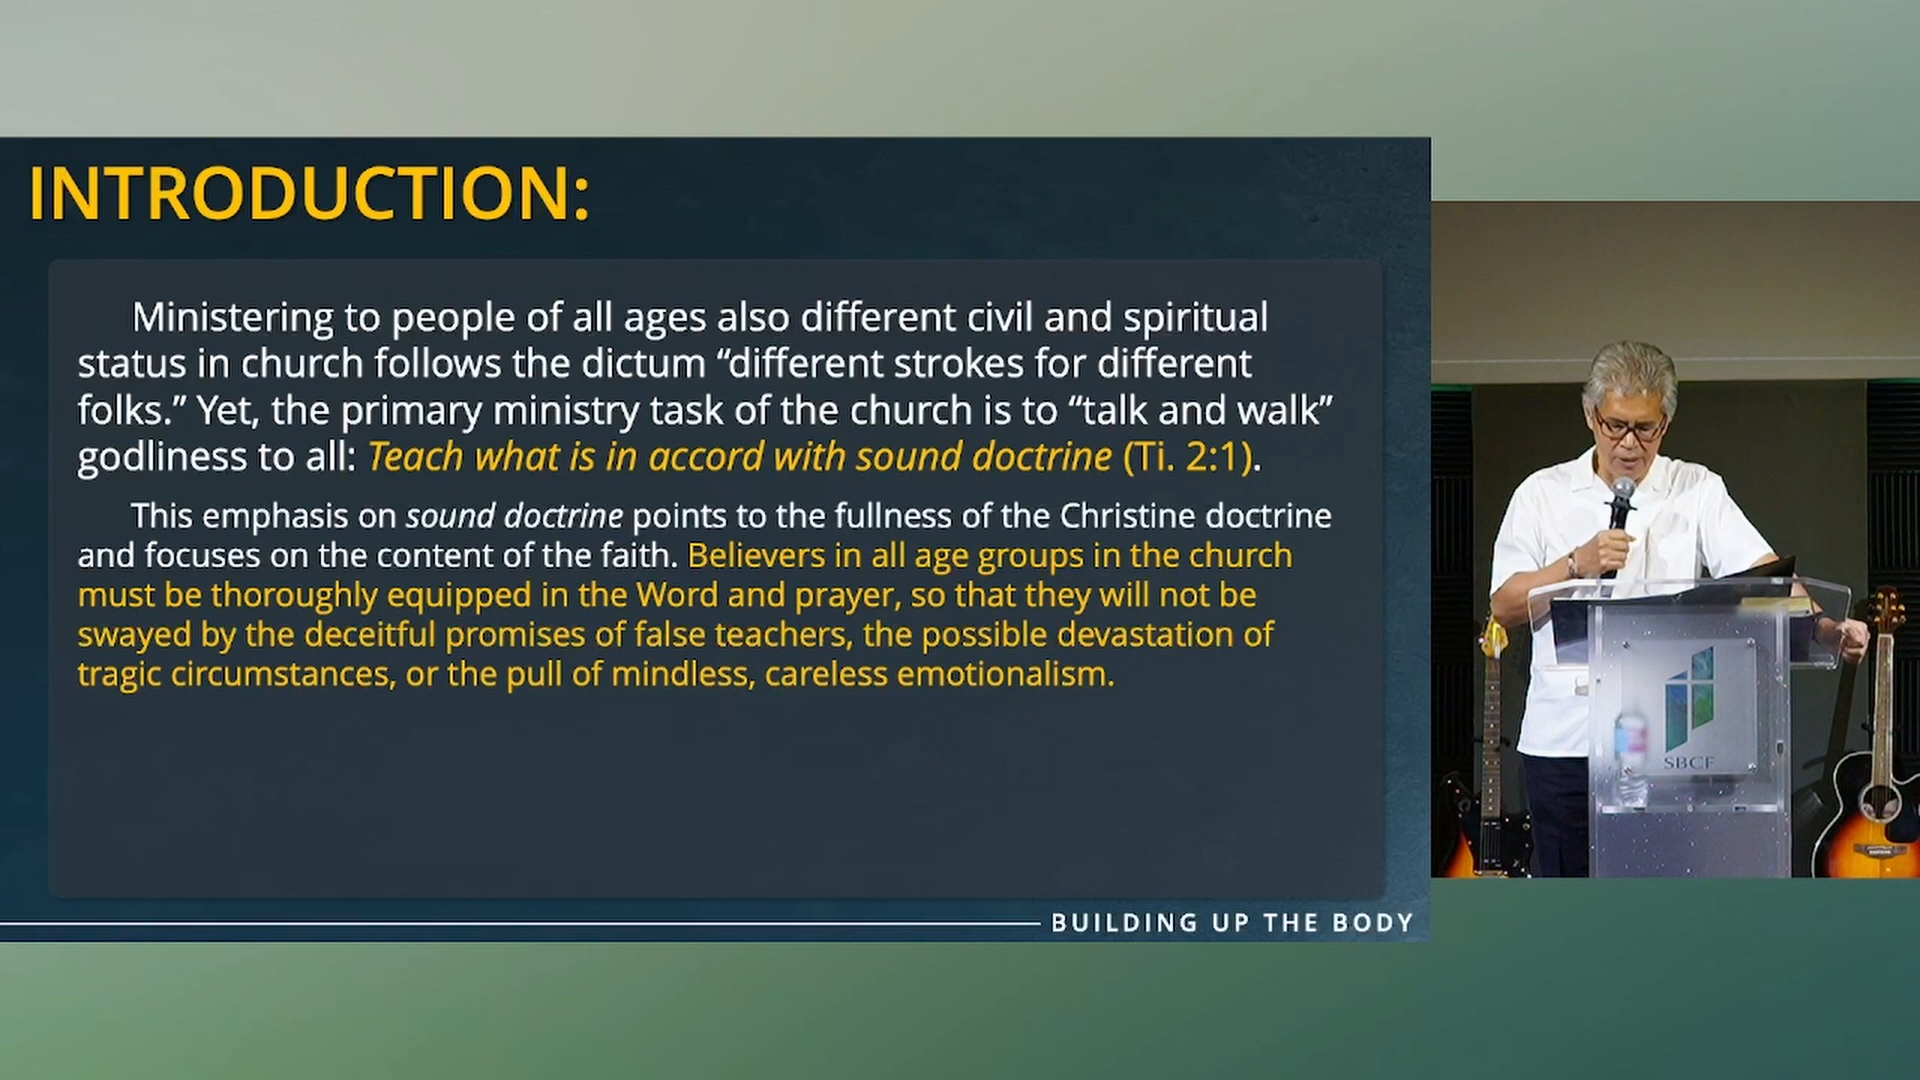 INTRODUCTION:
Ministering to people of all ages also different civil and spiritual
status in church follows the dictum “different strokes for different
folks.” Yet, the primary ministry task of the church is to “talk and walk”
godliness to all: Teach what is in accord with sound doctrine (Ti. 2:1).
This emphasis on sound doctrine points to the fullness of the Christine doctrine
and focuses on the content of the faith. Believers in all age groups in the church
must be thoroughly equipped in the Word and prayer, so that they will not be
swayed by the deceitful promises of false teachers, the possible devastation of
tragic circumstances, or the pull of mindless, careless emotionalism.
BUILDING UP THE BODY
SBCF